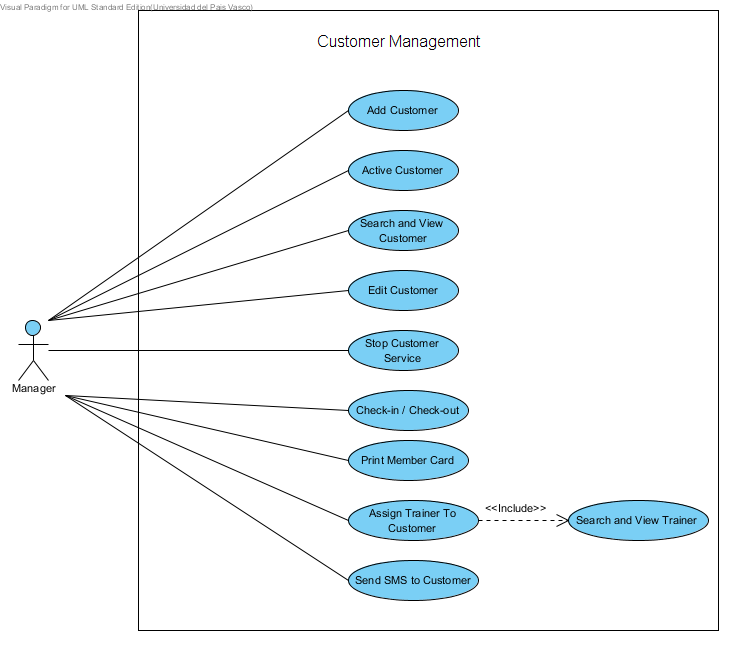 Visual Paradigm for UML Standard Edition(Universidad del Pais Vasco)
Customer Management
Add Customer
Active Customer
Search and View
Customer
Edit Customer
Stop Customer
Service
Manager
Check-in / Check-out
Print Member Card
Assign Trainer To
Customer
<<Include>>
Search and View Trainer
Send SMS to Customer